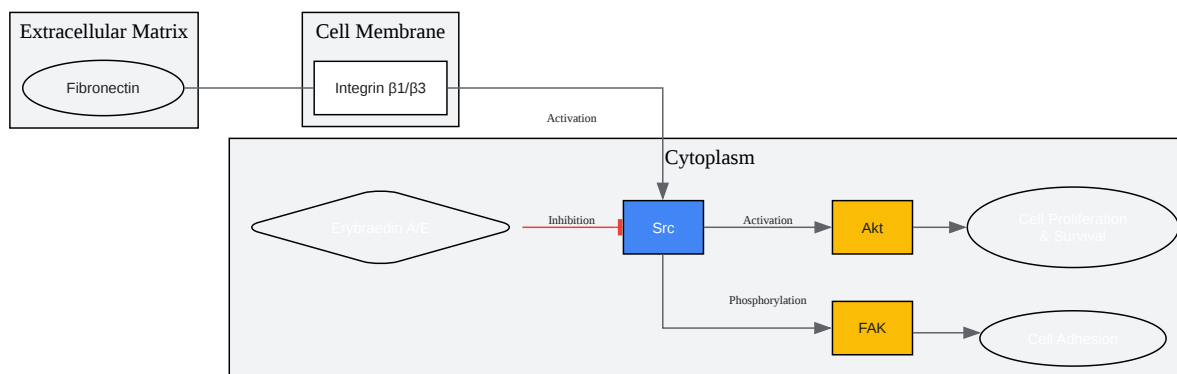 Extracellular Matrix
Cell Membrane
Fibronectin
Integrin β1/β3
Activation
Cytoplasm
Erybraedin A/E
Inhibition
Src
Activation
Akt
Cell Proliferation
& Survival
Phosphorylation
FAK
Cell Adhesion